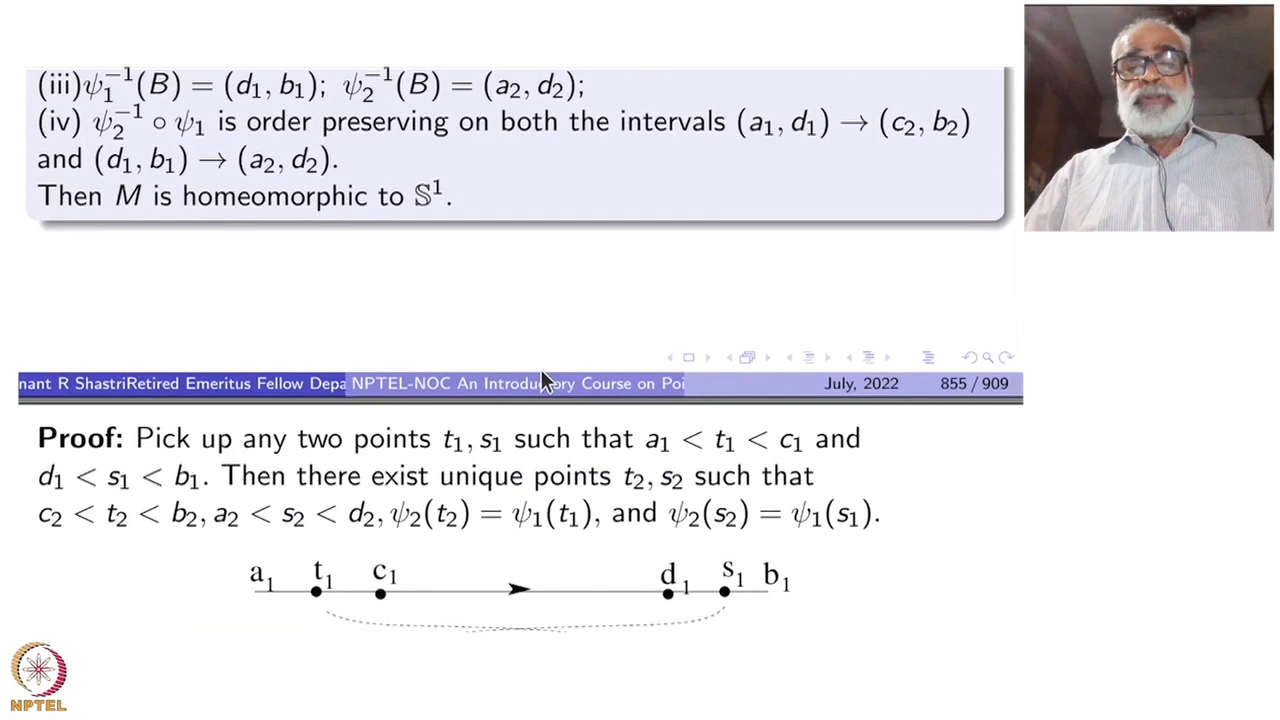 (iii)ψ₁⁻¹(B) = (d₁, b₁); ψ₂⁻¹(B) = (a₂, d₂);
(iv) ψ₂⁻¹ ∘ ψ₁ is order preserving on both the intervals (a₁, d₁) → (c₂, b₂)
and (d₁, b₁) → (a₂, d₂).
Then M is homeomorphic to 𝕊¹.
nant R ShastriRetired Emeritus Fellow Depa NPTEL-NOC An Introductory Course on Poi July, 2022 855 / 909
Proof: Pick up any two points t₁, s₁ such that a₁ < t₁ < c₁ and
d₁ < s₁ < b₁. Then there exist unique points t₂, s₂ such that
c₂ < t₂ < b₂, a₂ < s₂ < d₂, ψ₂(t₂) = ψ₁(t₁), and ψ₂(s₂) = ψ₁(s₁).
a₁ t₁ c₁ d₁ s₁ b₁
NPTEL